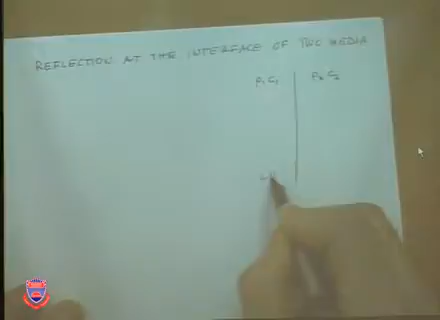 REFLECTION AT THE INTERFACE OF TWO MEDIA
ρ₁ C₁ ρ₂ C₂